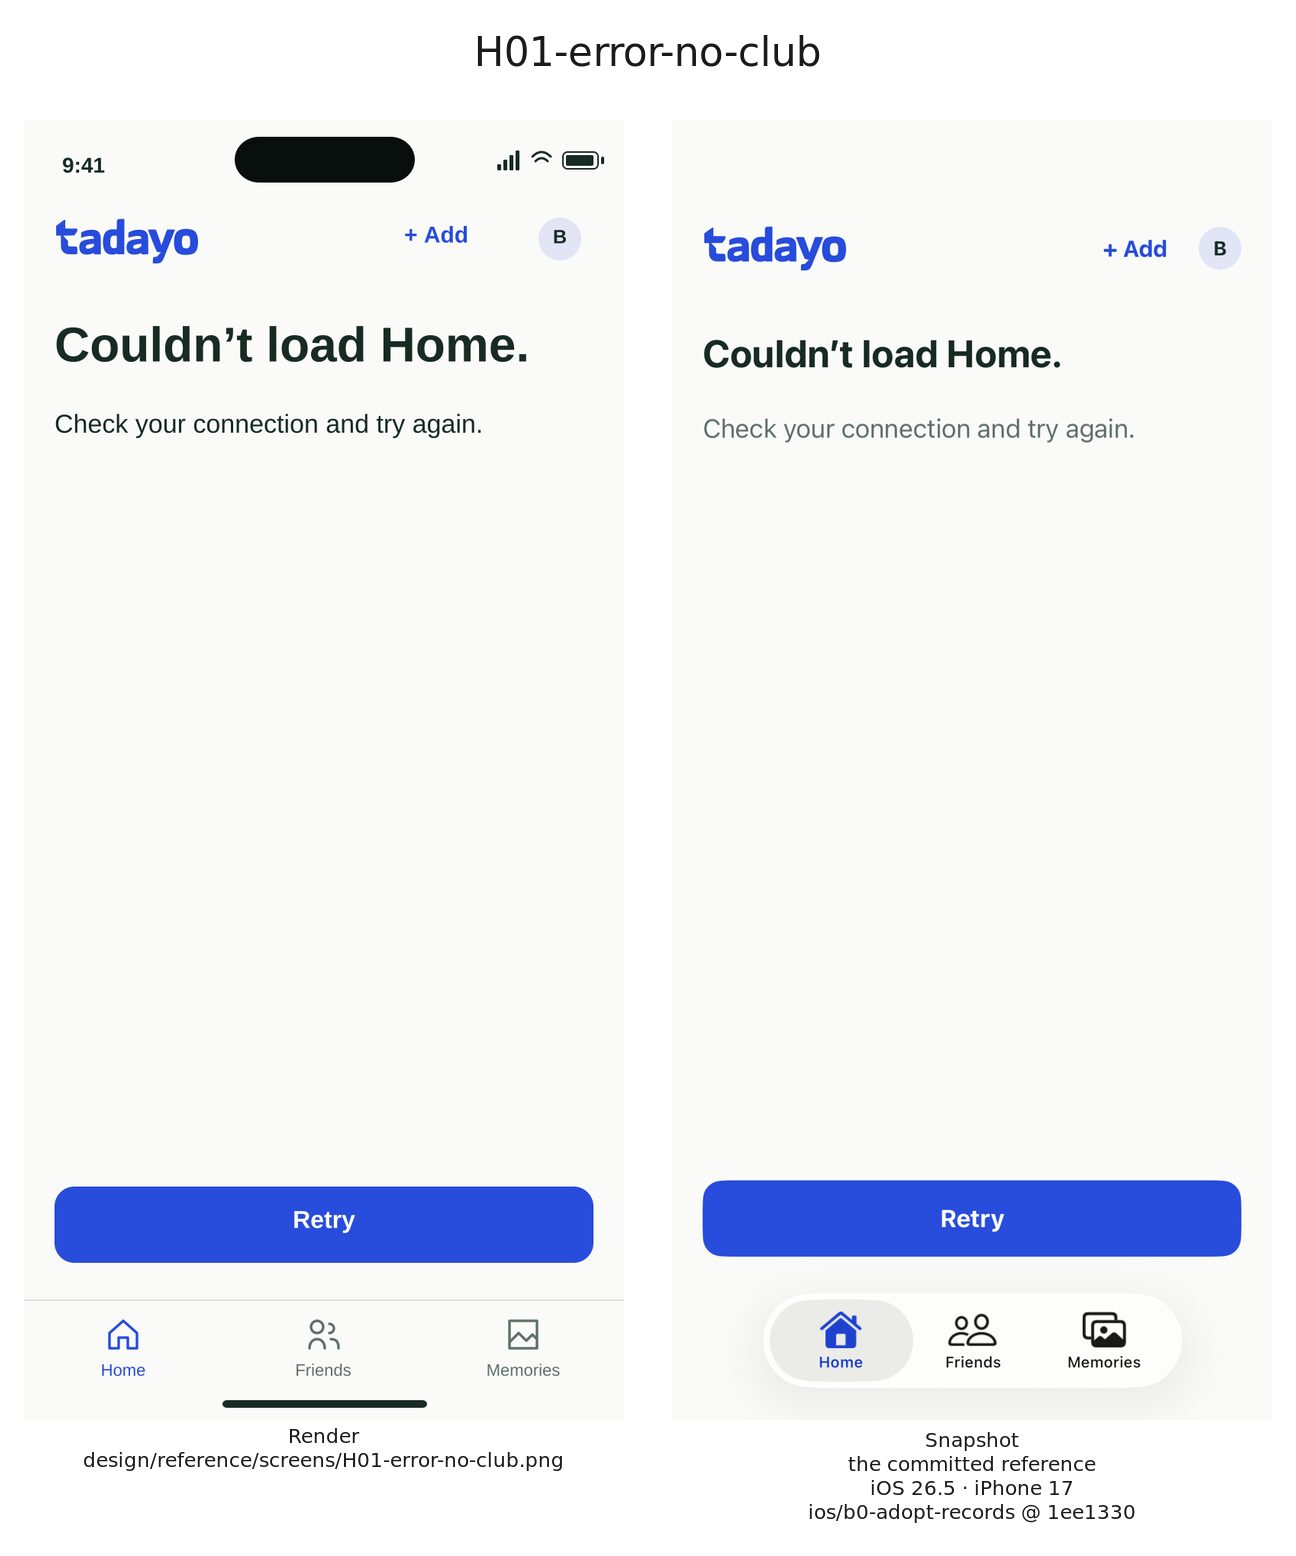 H01-error-no-club
9:41
tadayo
+ Add
B
Couldn’t load Home.
Check your connection and try again.
Retry
Home
Friends
Memories
Render
design/reference/screens/H01-error-no-club.png
tadayo
+ Add
B
Couldn’t load Home.
Check your connection and try again.
Retry
Home
Friends
Memories
Snapshot
the committed reference
iOS 26.5 · iPhone 17
ios/b0-adopt-records @ 1ee1330